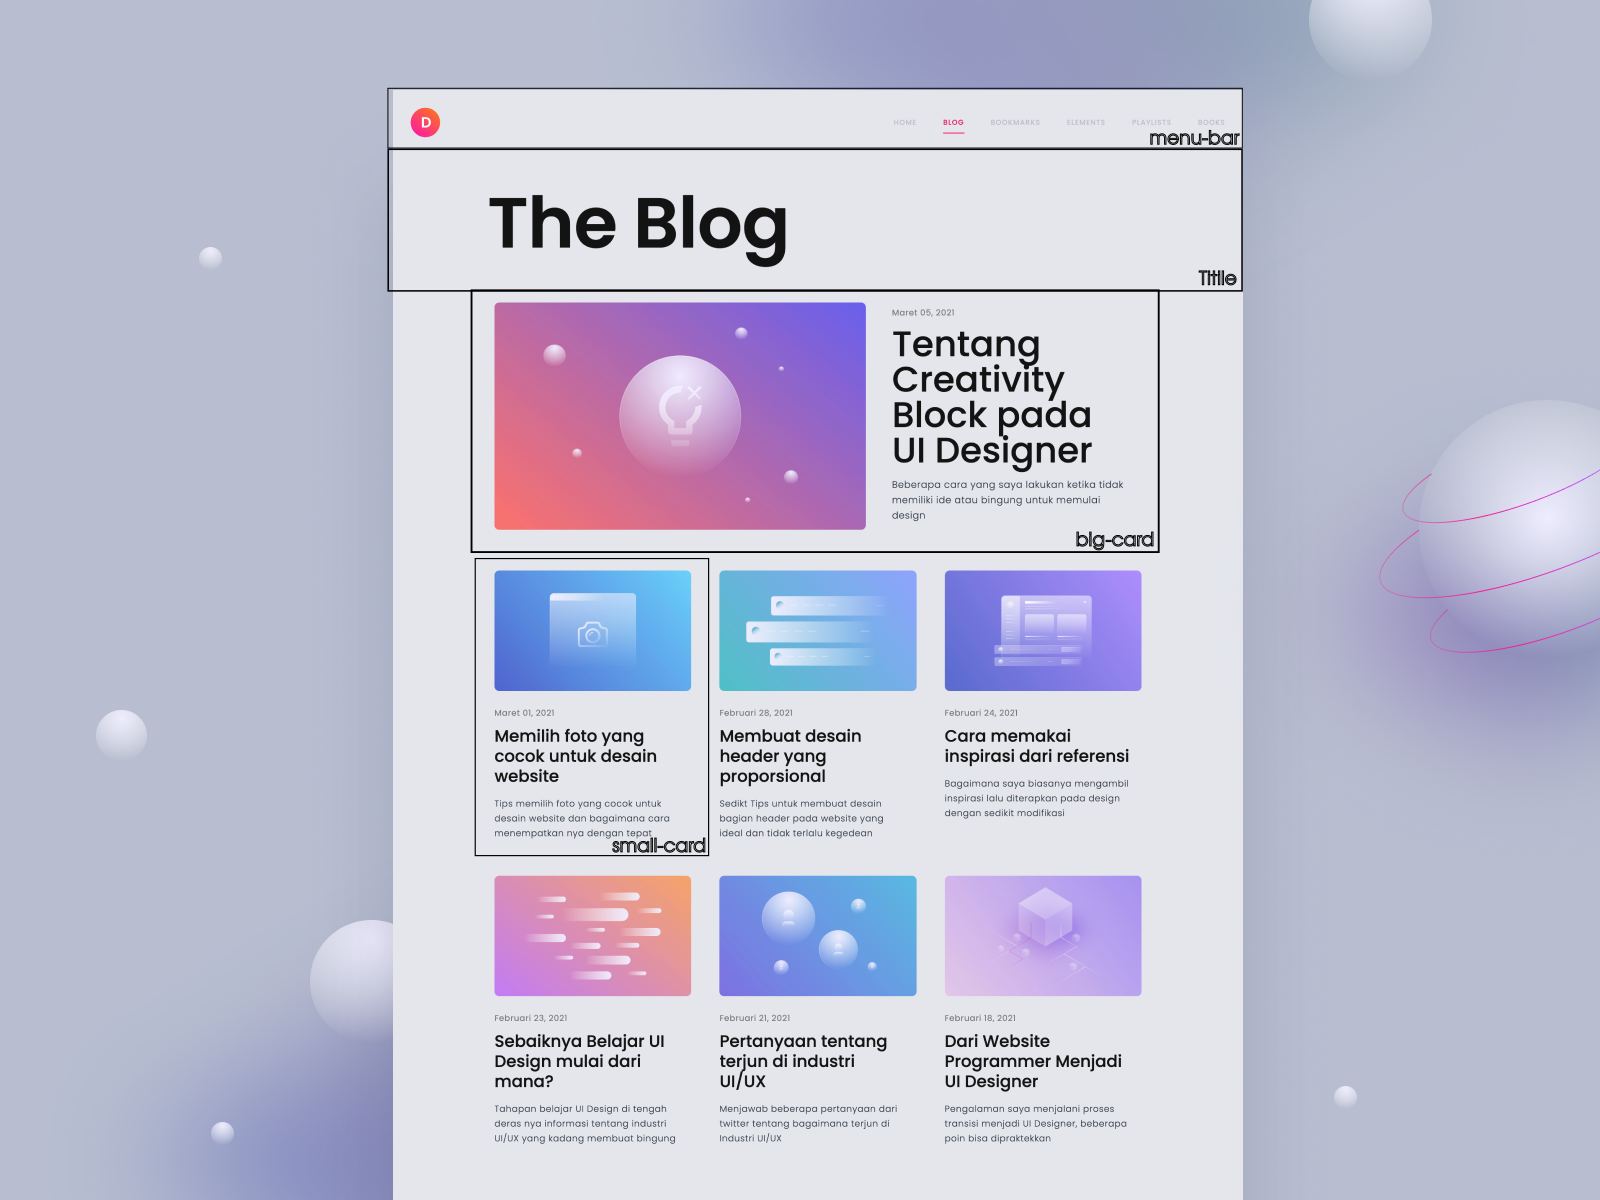 D
HOME BLOG BOOKMARKS ELEMENTS PLAYLISTS BOOKS
menu-bar
The Blog
Title
Maret 05, 2021
Tentang
Creativity
Block pada
UI Designer
Beberapa cara yang saya lakukan ketika tidak
memiliki ide atau bingung untuk memulai
design
big-card
Maret 01, 2021
Memilih foto yang
cocok untuk desain
website
Tips memilih foto yang cocok untuk
desain website dan bagaimana cara
menempatkan nya dengan tepat
small-card
Februari 28, 2021
Membuat desain
header yang
proporsional
Sedikt Tips untuk membuat desain
bagian header pada website yang
ideal dan tidak terlalu kegedean
Februari 24, 2021
Cara memakai
inspirasi dari referensi
Bagaimana saya biasanya mengambil
inspirasi lalu diterapkan pada design
dengan sedikit modifikasi
Februari 23, 2021
Sebaiknya Belajar UI
Design mulai dari
mana?
Tahapan belajar UI Design di tengah
deras nya informasi tentang industri
UI/UX yang kadang membuat bingung
Februari 21, 2021
Pertanyaan tentang
terjun di industri
UI/UX
Menjawab beberapa pertanyaan dari
twitter tentang bagaimana terjun di
Industri UI/UX
Februari 18, 2021
Dari Website
Programmer Menjadi
UI Designer
Pengalaman saya menjalani proses
transisi menjadi UI Designer, beberapa
poin bisa dipraktekkan